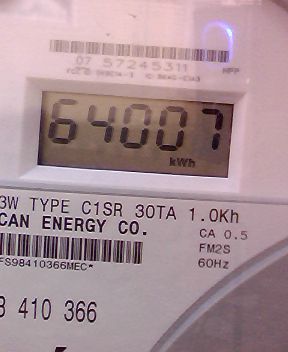 07 57245311
64007
kWh
3W TYPE C1SR 30TA 1.0Kh
CAN ENERGY CO.
CA 0.5
FM2S
FS98410366MEC*
60Hz
410 366